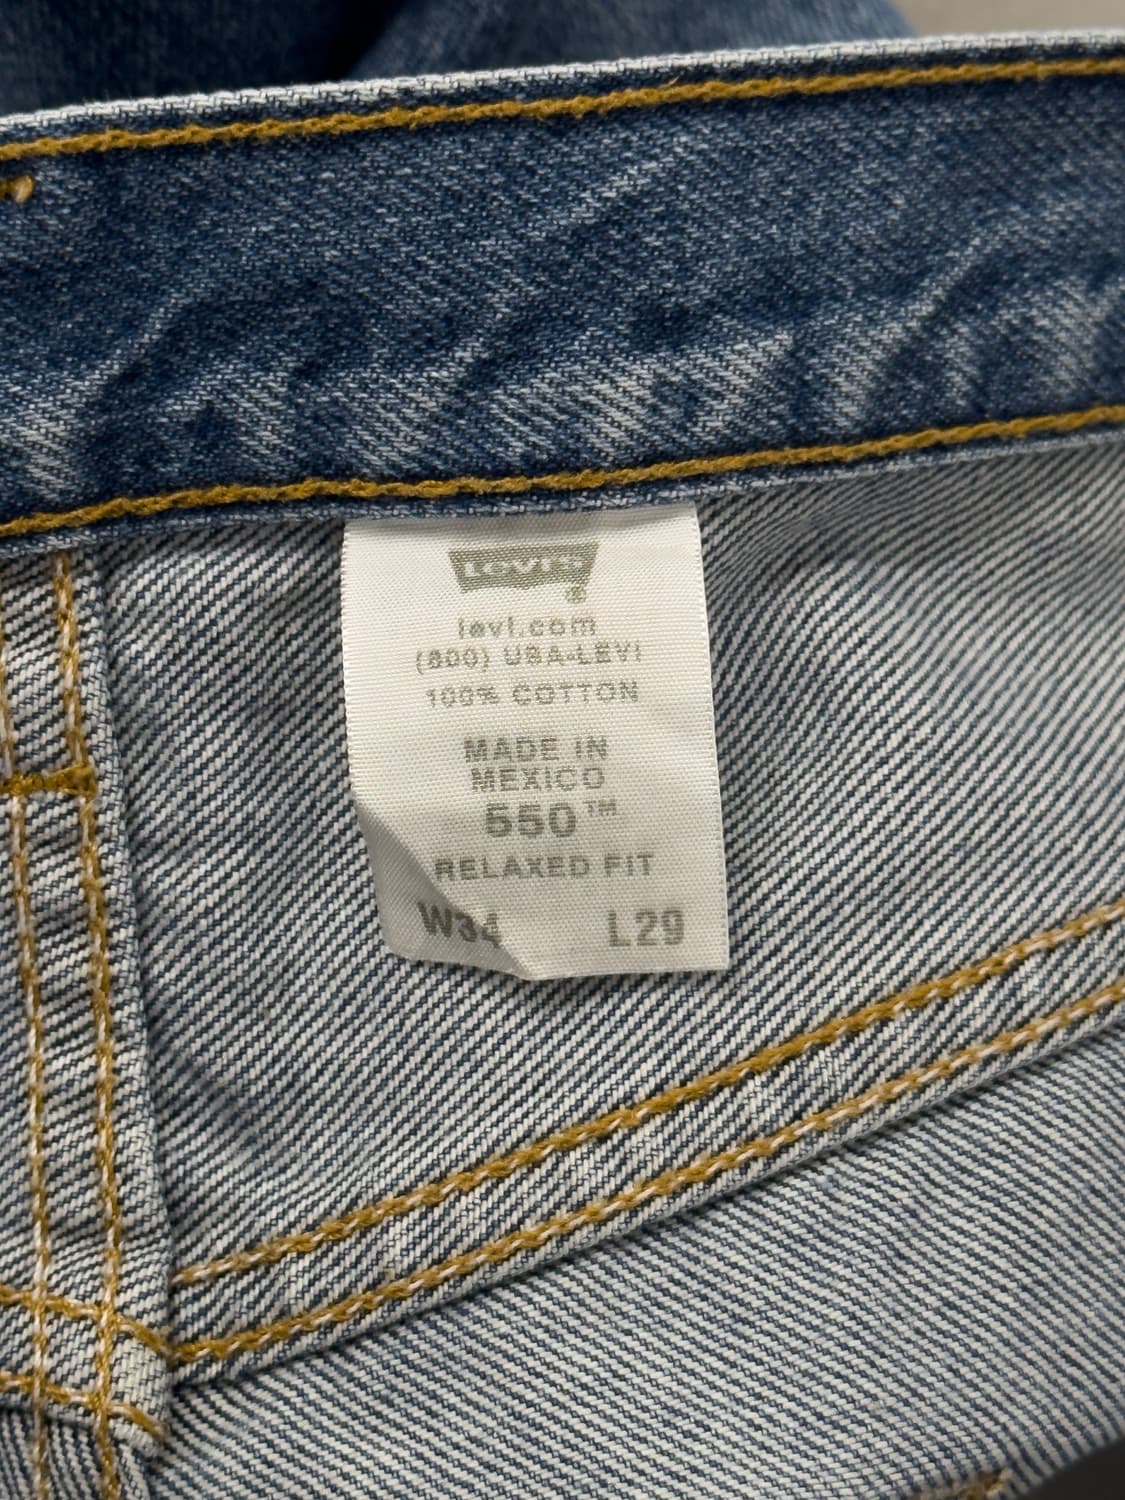 Levi's
®
levi.com
(800) USA-LEVI
100% COTTON
MADE IN
MEXICO
550™
RELAXED FIT
W34 L29